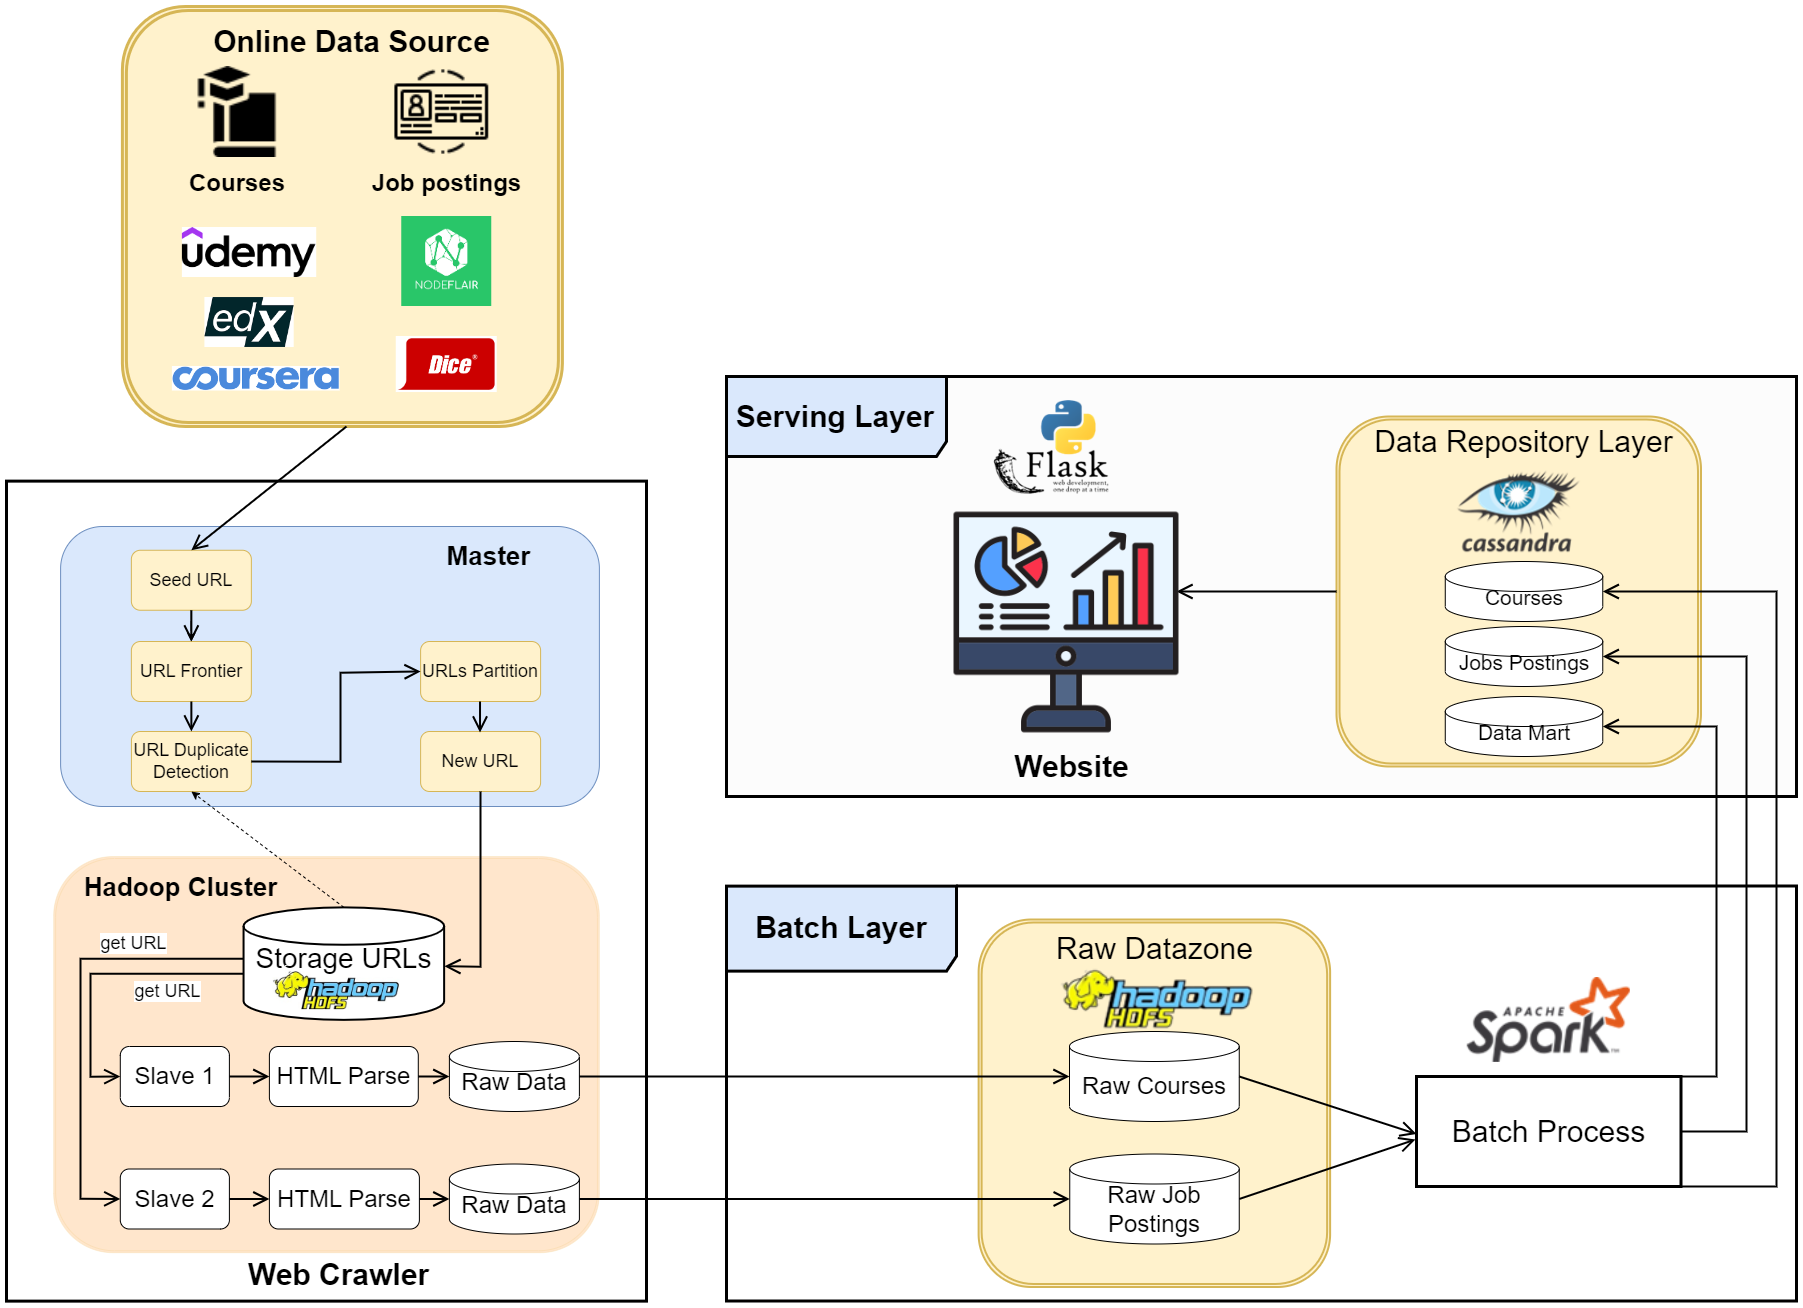 Online Data Source
Courses
Job postings
udemy
NODEFLAIR
edX
Dice
coursera
Master
Seed URL
URL Frontier
URLs Partition
URL Duplicate
Detection
New URL
Hadoop Cluster
get URL
Storage URLs
hadoop
HDFS
get URL
Slave 1
HTML Parse
Raw Data
Slave 2
HTML Parse
Raw Data
Web Crawler
Serving Layer
Flask
web development,
one drop at a time
Website
Data Repository Layer
cassandra
Courses
Jobs Postings
Data Mart
Batch Layer
Raw Datazone
hadoop
HDFS
Raw Courses
Raw Job
Postings
APACHE
Spark™
Batch Process